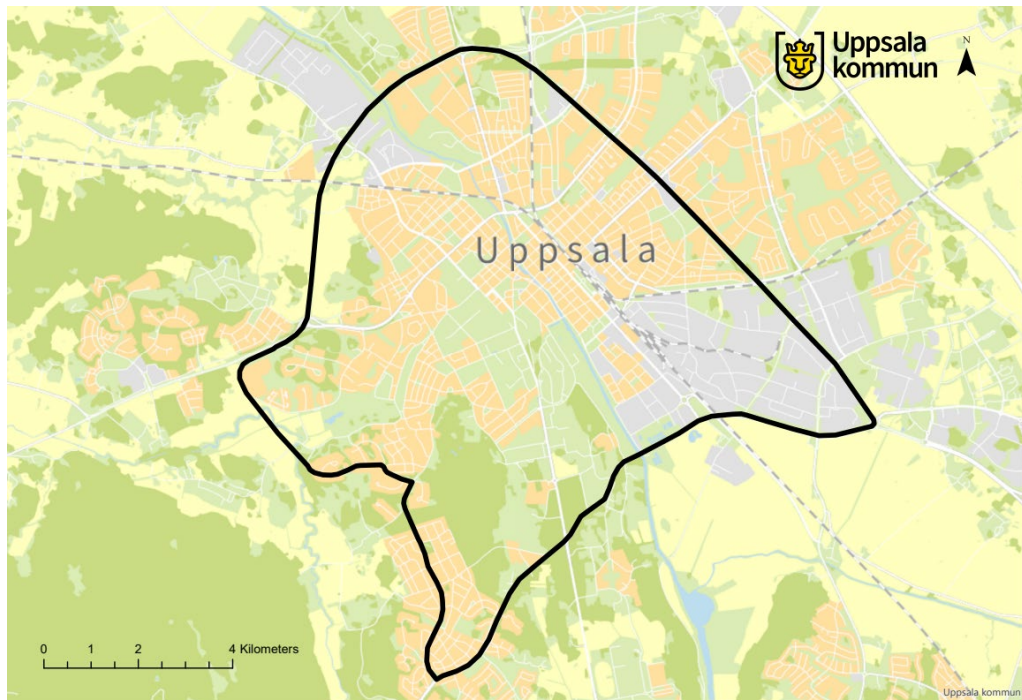 Uppsala
kommun
N
Uppsala
0 1 2 4 Kilometers
Uppsala kommun